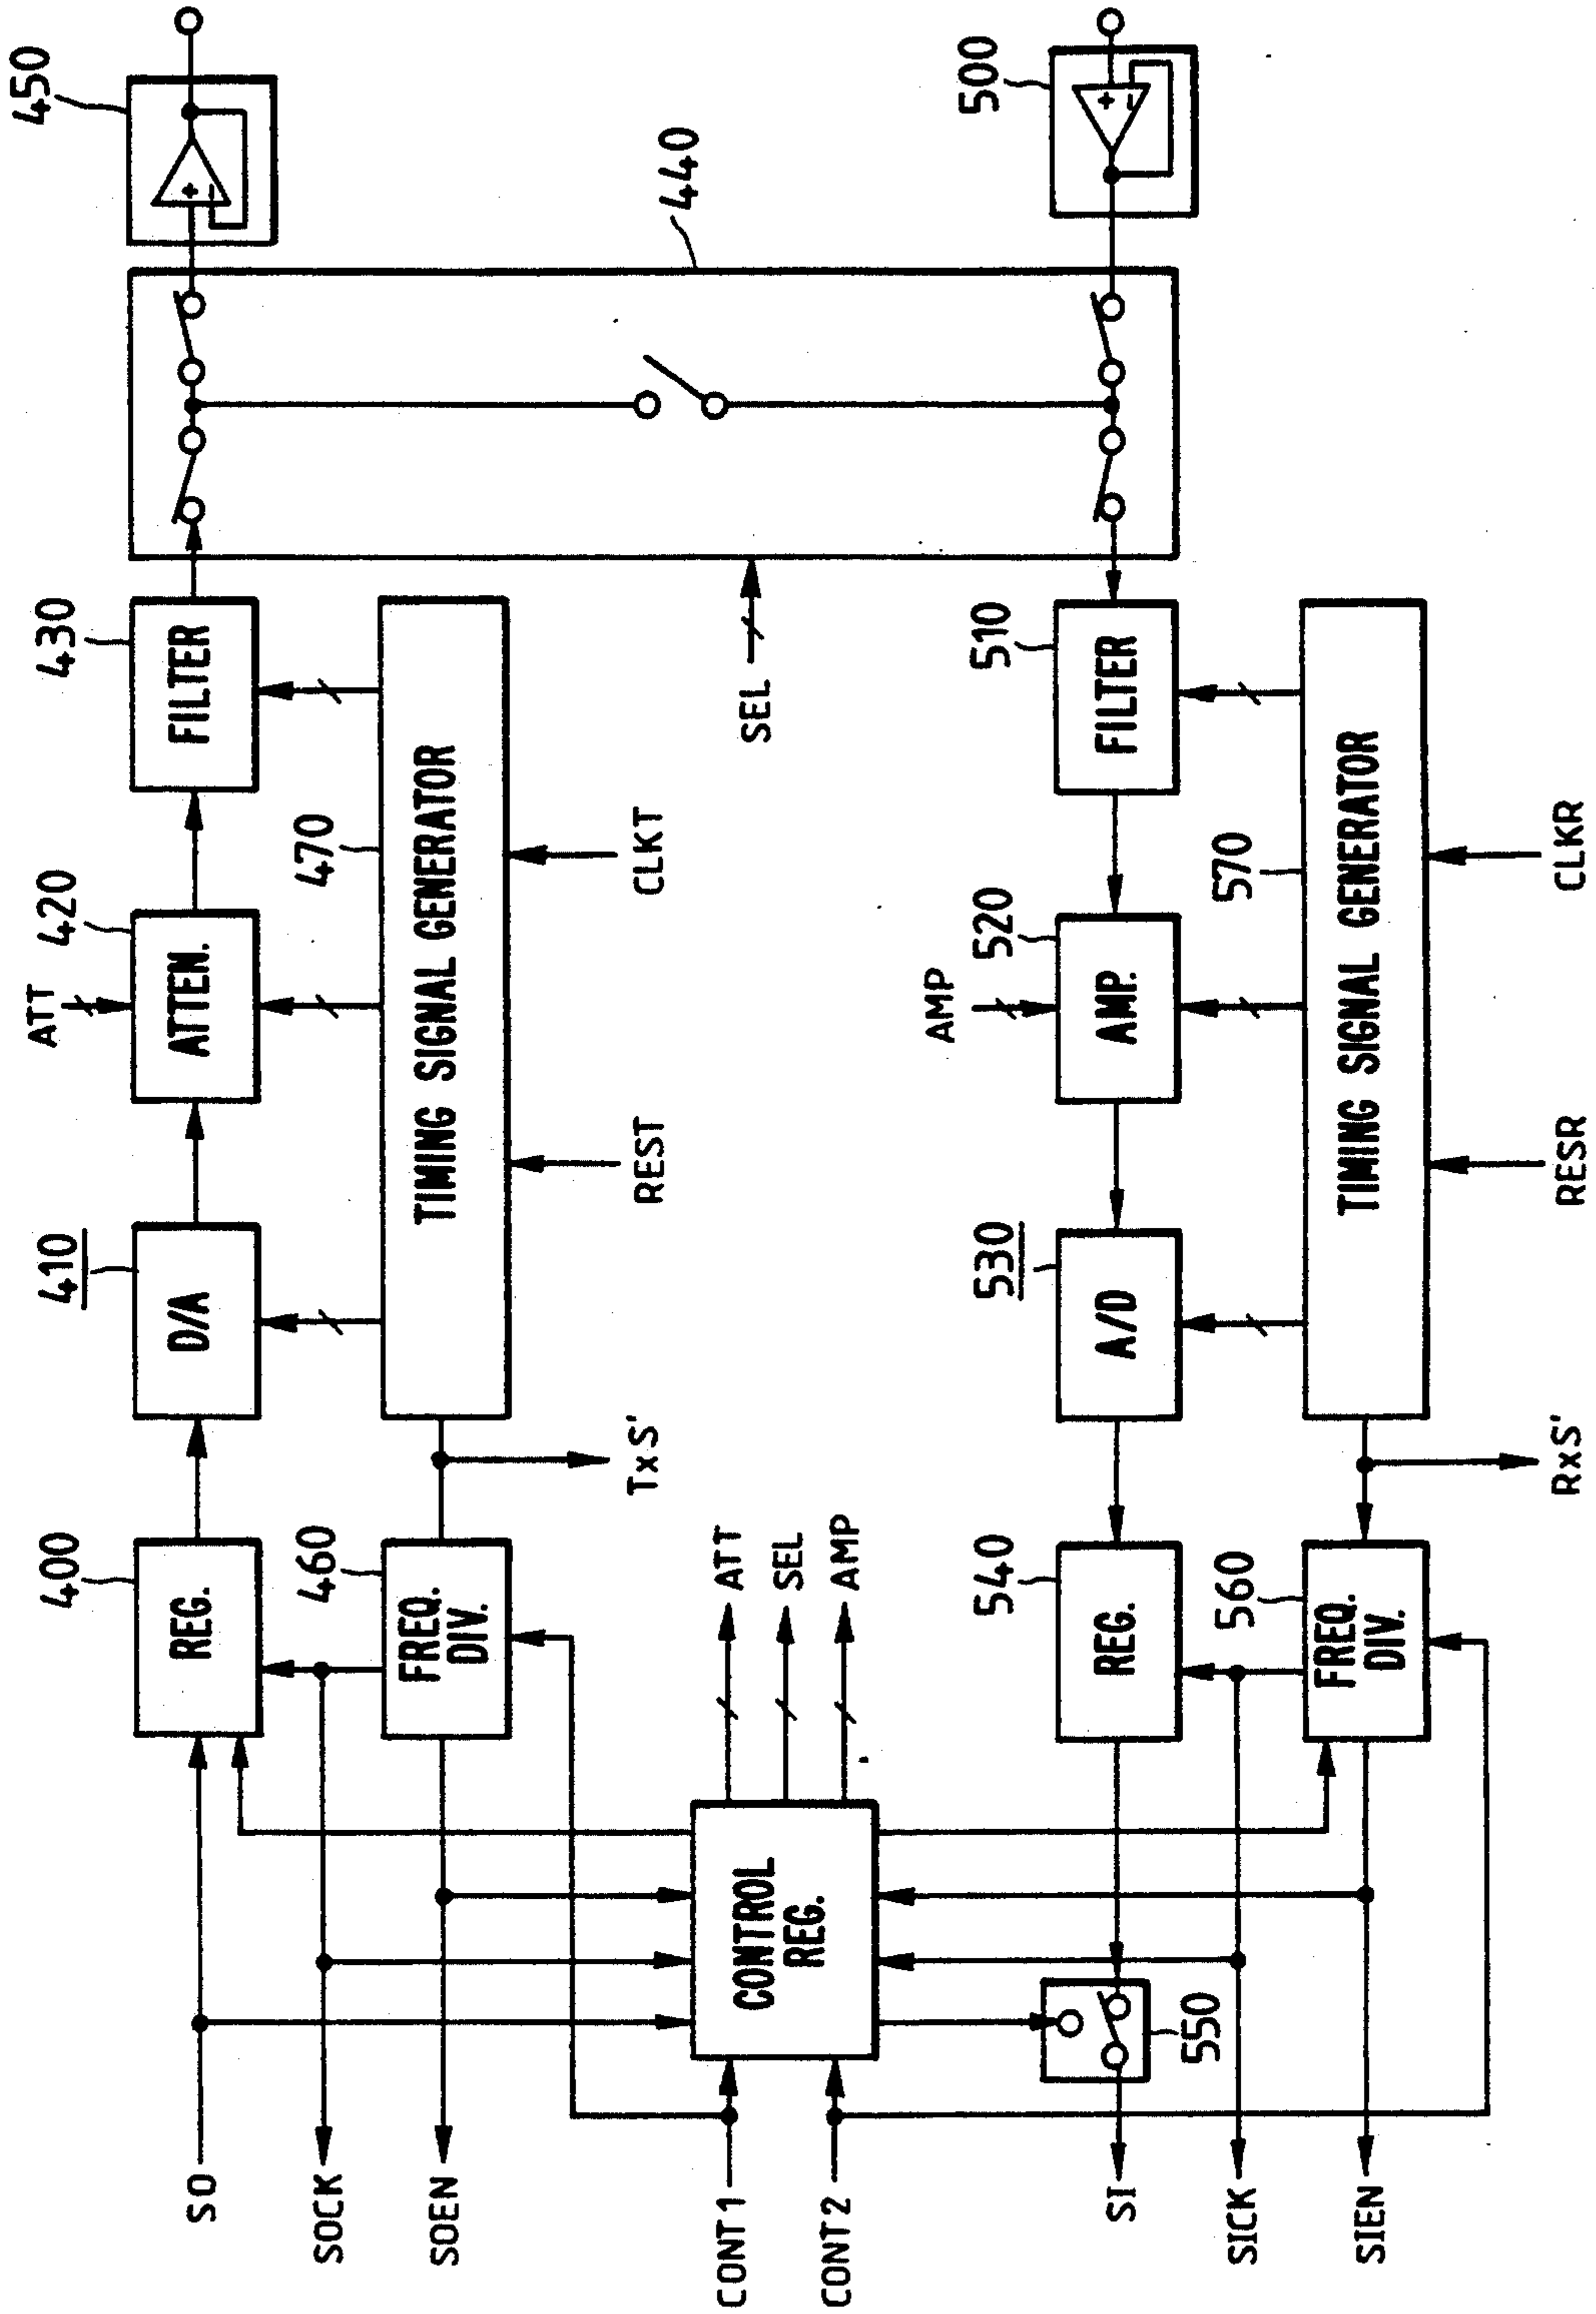 SO
SOCK
SOEN
CONT1
CONT2
SI
SICK
SIEN
400
REG.
410
D/A
ATT
420
ATTEN.
430
FILTER
450
460
FREQ.
DIV.
470
TIMING SIGNAL GENERATOR
TxS'
REST
CLKT
SEL
440
CONTROL
REG.
ATT
SEL
AMP
500
550
540
REG.
530
A/D
AMP
520
AMP.
510
FILTER
560
FREQ.
DIV.
570
TIMING SIGNAL GENERATOR
RxS'
RESR
CLKR